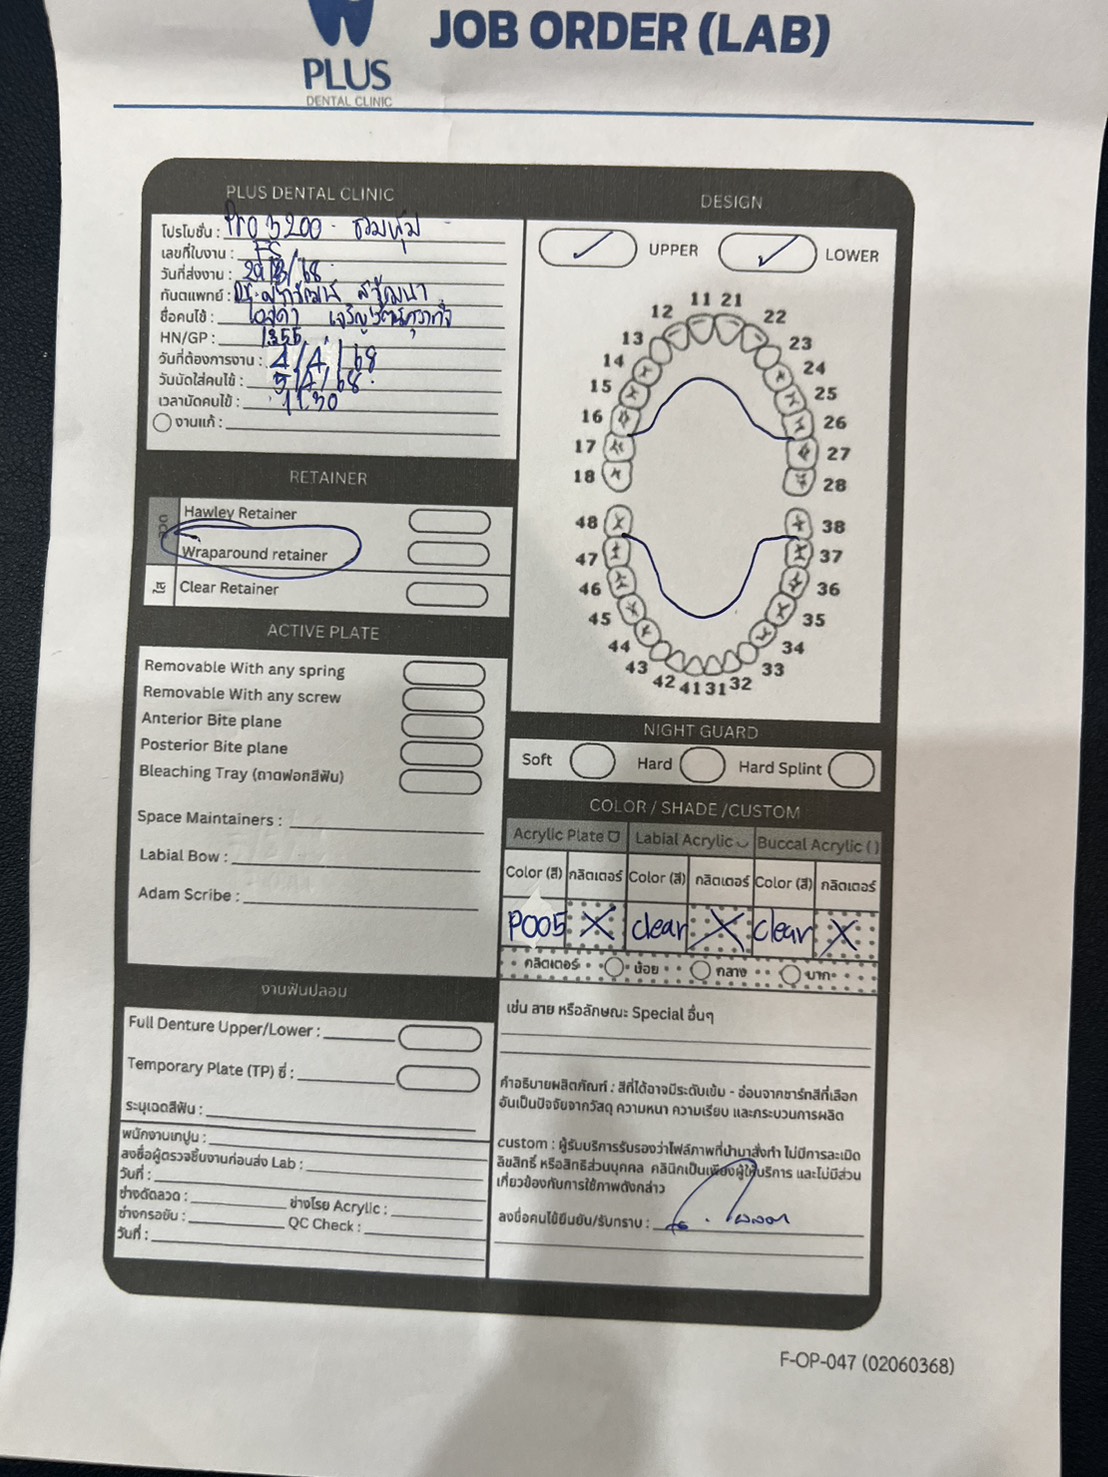 JOB ORDER (LAB)
PLUS
DENTAL CLINIC
PLUS DENTAL CLINIC
โปรโมชั่น : Pro 3200. รวมหุ้ม
เลขที่ใบงาน :
วันที่ส่งงาน :
ทันตแพทย์ : Dr.
ชื่อคนไข้ :
HN/GP : 1355
วันที่ต้องการงาน : 4/4/68
วันนัดใส่คนไข้ : 5/4/68.
เวลานัดคนไข้ : 11.30
งานแก้ :
RETAINER
ลวด
Hawley Retainer
Wraparound retainer
ใส
Clear Retainer
ACTIVE PLATE
Removable With any spring
Removable With any screw
Anterior Bite plane
Posterior Bite plane
Bleaching Tray (ถาดฟอกสีฟัน)
Space Maintainers :
Labial Bow :
Adam Scribe :
งานฟันปลอม
Full Denture Upper/Lower :
Temporary Plate (TP) ซี่ :
ระบุเฉดสีฟัน :
พนักงานเทปูน :
ลงชื่อผู้ตรวจชิ้นงานก่อนส่ง Lab :
วันที่ :
ช่างดัดลวด : ช่างโรย Acrylic :
ช่างกรอขัด : QC Check :
วันที่ :
DESIGN
UPPER LOWER
11 21
12 22
13 23
14 24
15 25
16 26
17 27
18 28
48 38
47 37
46 36
45 35
44 34
43 33
42 41 31 32
NIGHT GUARD
Soft Hard Hard Splint
COLOR / SHADE /CUSTOM
Acrylic Plate Labial Acrylic Buccal Acrylic ( )
Color (สี) กลิตเตอร์ Color (สี) กลิตเตอร์ Color (สี) กลิตเตอร์
P005 X clear X clear X
กลิตเตอร์ น้อย กลาง มาก
เช่น ลาย หรือลักษณะ Special อื่นๆ
คำอธิบายผลิตภัณฑ์ : สีที่ได้อาจมีระดับเข้ม - อ่อนจากชาร์ทสีที่เลือก
อันเป็นปัจจัยจากวัสดุ ความหนา ความเรียบ และกระบวนการผลิต
custom : ผู้รับบริการรับรองว่าไฟล์ภาพที่นำมาสั่งทำ ไม่มีการละเมิด
ลิขสิทธิ์ หรือสิทธิส่วนบุคคล คลินิกเป็นเพียงผู้ให้บริการ และไม่มีส่วน
เกี่ยวข้องกับการใช้ภาพดังกล่าว
ลงชื่อคนไข้ยืนยัน/รับทราบ :
F-OP-047 (02060368)